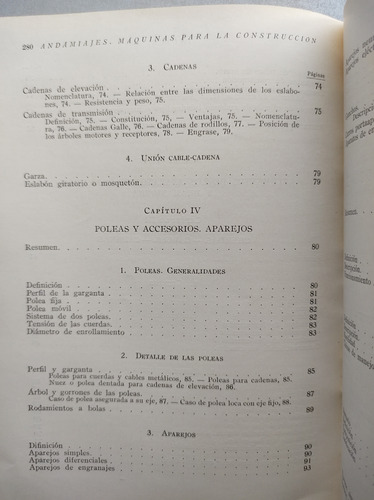 280 ANDAMIAJES. MAQUINAS PARA LA CONSTRUCCIÓN
3. CADENAS
Páginas
Cadenas de elevación . . . . . . . . . . 74
Nomenclatura, 74. — Relación entre las dimensiones de los eslabones, 74. — Resistencia y peso, 75.
Cadenas de transmisión . . . . . . . . . . 75
Definición, 75. — Constitución, 75. — Ventajas, 75. — Nomenclatura, 76. — Cadenas Galle, 76. — Cadenas de rodillos, 77. — Posición de los árboles motores y receptores, 78. — Engrase, 79.
4. UNIÓN CABLE-CADENA
Garza. . . . . . . . . . . 79
Eslabón giratorio o mosquetón. . . . . . . . . . 79
CAPÍTULO IV
POLEAS Y ACCESORIOS. APAREJOS
Resumen. . . . . . . . . . . 80
1. POLEAS. GENERALIDADES
Definición . . . . . . . . . . 80
Perfil de la garganta . . . . . . . . . . 81
Polea fija . . . . . . . . . . 81
Polea móvil . . . . . . . . . . 82
Sistema de dos poleas. . . . . . . . . . 82
Tensión de las cuerdas. . . . . . . . . . 83
Diámetro de enrollamiento . . . . . . . . . . 83
2. DETALLE DE LAS POLEAS
Perfil y garganta . . . . . . . . . . 85
Poleas para cuerdas y cables metálicos, 85. — Poleas para cadenas, 85.
Nuez o polea dentada para cadenas de elevación, 86.
Árbol y gorrones de las poleas. . . . . . . . . . 87
Caso de polea asegurada a su eje, 87. — Caso de polea loca con eje fijo, 88.
Rodamientos a bolas . . . . . . . . . . 89
3. APAREJOS
Definición . . . . . . . . . . 90
Aparejos simples. . . . . . . . . . 90
Aparejos diferenciales . . . . . . . . . . 91
Aparejos de engranajes . . . . . . . . . . 93